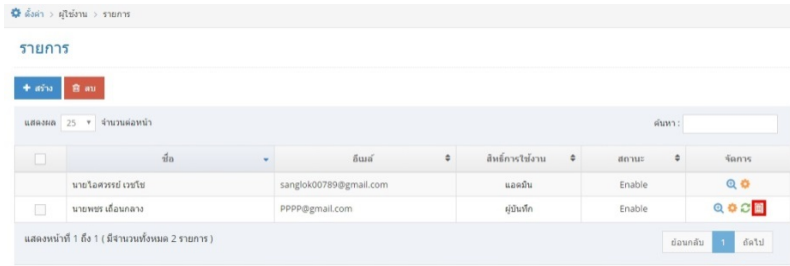 ตั้งค่า > ผู้ใช้งาน > รายการ
รายการ
+ สร้าง ลบ
แสดงผล 25 จำนวนต่อหน้า ค้นหา :
ชื่อ อีเมล์ สิทธิ์การใช้งาน สถานะ จัดการ
นายไอศวรรย์ เวชไช sanglok00789@gmail.com แอดมิน Enable
นายพชร เถื่อนกลาง PPPP@gmail.com ผู้บันทึก Enable
แสดงหน้าที่ 1 ถึง 1 ( มีจำนวนทั้งหมด 2 รายการ ) ย้อนกลับ 1 ถัดไป